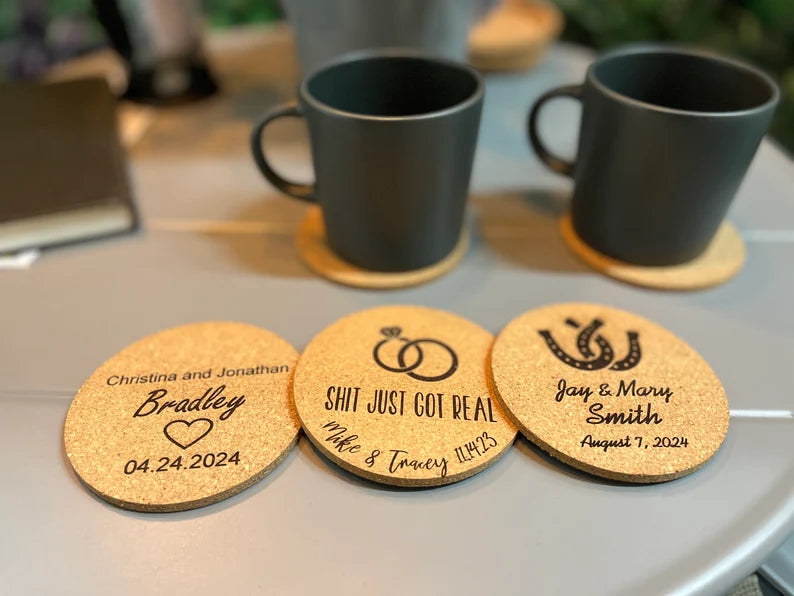 Christina and Jonathan
Bradley
04.24.2024
SHIT JUST GOT REAL
Mike & Tracey 11.14.23
Jay & Mary
Smith
August 7, 2024